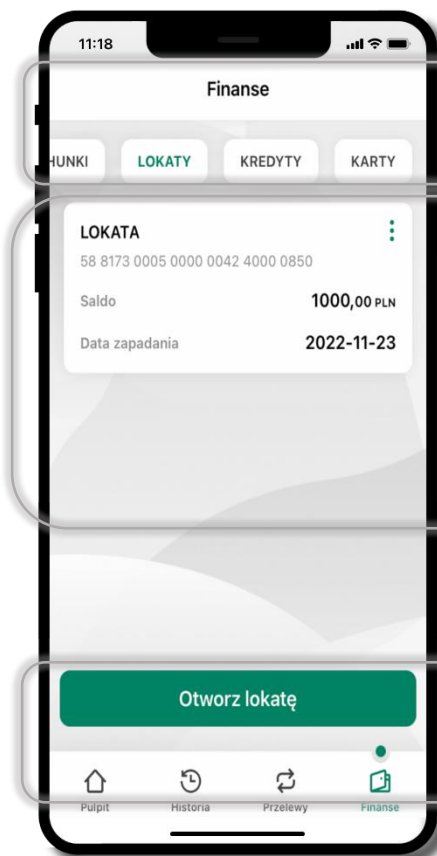 11:18
Finanse
HUNKI LOKATY KREDYTY KARTY
LOKATA
58 8173 0005 0000 0042 4000 0850
Saldo 1000,00 PLN
Data zapadania 2022-11-23
Otworz lokatę
Pulpit Historia Przelewy Finanse